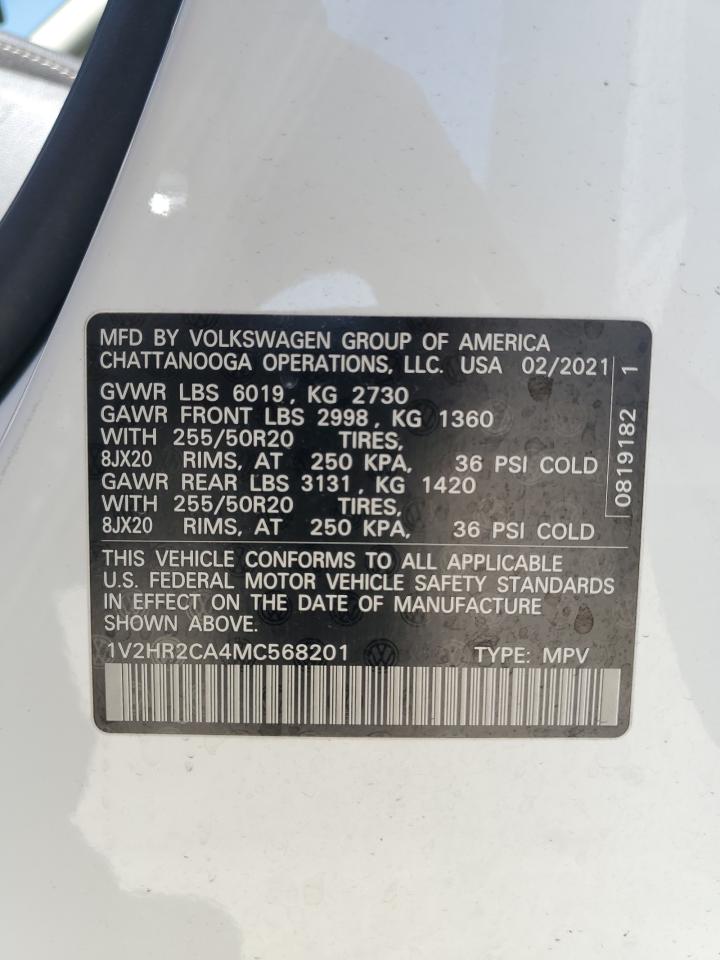 MFD BY VOLKSWAGEN GROUP OF AMERICA
CHATTANOOGA OPERATIONS, LLC. USA 02/2021
GVWR LBS 6019, KG 2730
GAWR FRONT LBS 2998, KG 1360
WITH 255/50R20 TIRES,
8JX20 RIMS, AT 250 KPA, 36 PSI COLD
GAWR REAR LBS 3131, KG 1420
WITH 255/50R20 TIRES,
8JX20 RIMS, AT 250 KPA, 36 PSI COLD
0819182 1
THIS VEHICLE CONFORMS TO ALL APPLICABLE
U.S. FEDERAL MOTOR VEHICLE SAFETY STANDARDS
IN EFFECT ON THE DATE OF MANUFACTURE
SHOWN ABOVE.
1V2HR2CA4MC568201 TYPE: MPV